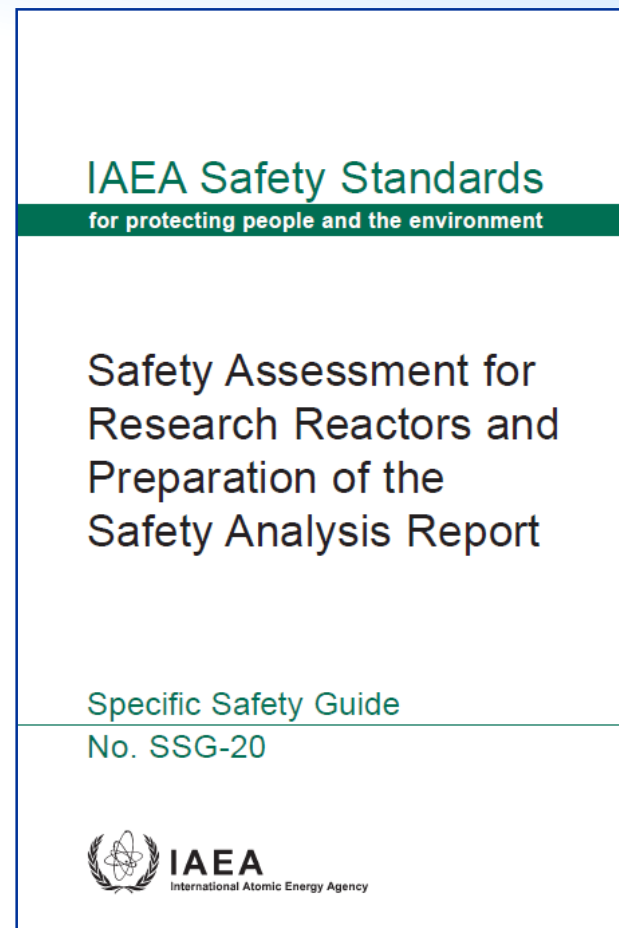 IAEA Safety Standards
for protecting people and the environment
Safety Assessment for
Research Reactors and
Preparation of the
Safety Analysis Report
Specific Safety Guide
No. SSG-20
IAEA
International Atomic Energy Agency